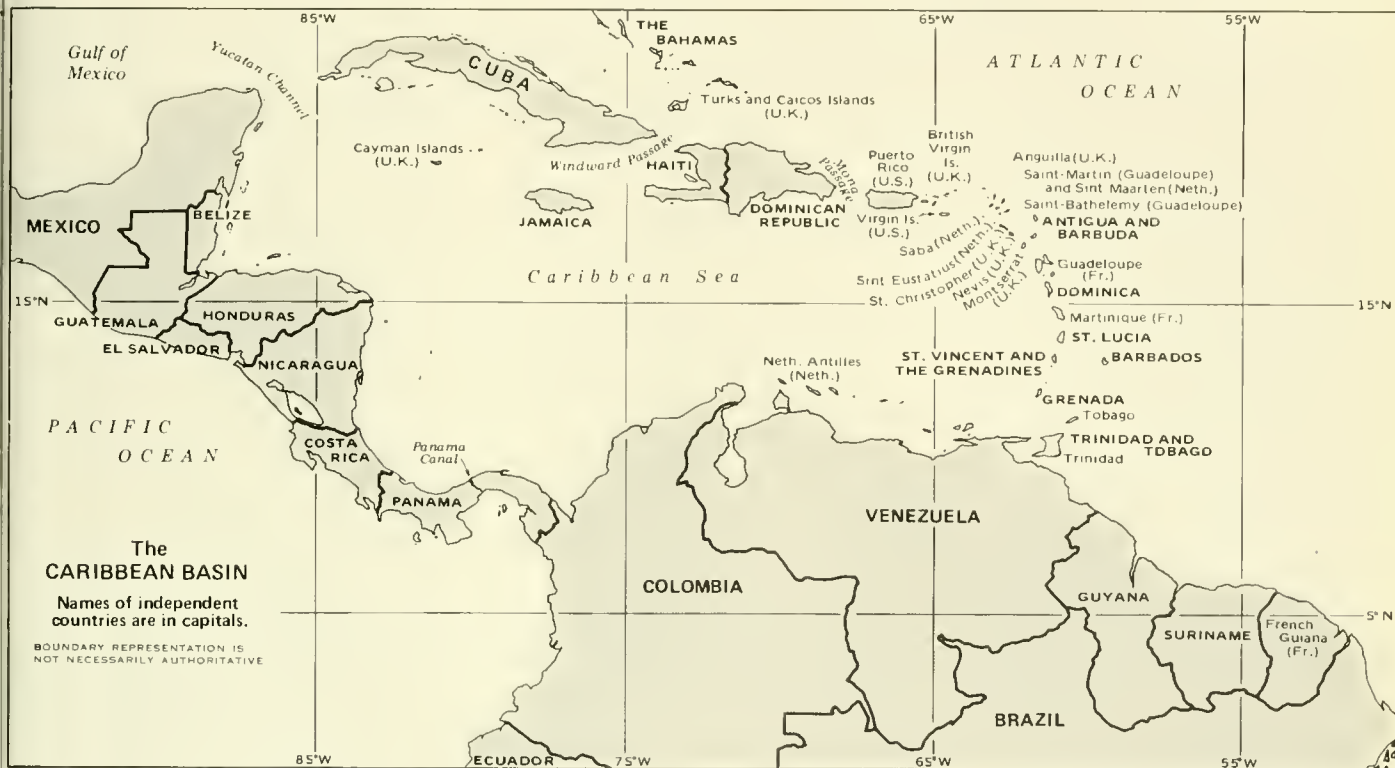 85°W
65°W
55°W
Gulf of
Mexico
Yucatan Channel
CUBA
THE
BAHAMAS
ATLANTIC
OCEAN
Turks and Caicos Islands
(U.K.)
Cayman Islands
(U.K.)
Windward Passage
HAITI
DOMINICAN
REPUBLIC
Mona
Passage
Puerto
Rico
(U.S.)
British
Virgin
Is.
(U.K.)
Virgin Is.
(U.S.)
Anguilla (U.K.)
Saint-Martin (Guadeloupe)
and Sint Maarten (Neth.)
Saint-Bathelemy (Guadeloupe)
MEXICO
BELIZE
JAMAICA
ANTIGUA AND
BARBUDA
Saba (Neth.)
Sint Eustatius (Neth.)
St. Christopher (U.K.)
Nevis (U.K.)
Montserrat
(U.K.)
Caribbean Sea
Guadeloupe
(Fr.)
DOMINICA
15°N
15°N
GUATEMALA
HONDURAS
Martinique (Fr.)
EL SALVADOR
ST. LUCIA
NICARAGUA
Neth. Antilles
(Neth.)
ST. VINCENT AND
THE GRENADINES
BARBADOS
GRENADA
Tobago
PACIFIC
OCEAN
COSTA
RICA
Panama
Canal
TRINIDAD AND
TOBAGO
Trinidad
PANAMA
VENEZUELA
The
CARIBBEAN BASIN
Names of independent
countries are in capitals.
BOUNDARY REPRESENTATION IS
NOT NECESSARILY AUTHORITATIVE
COLOMBIA
GUYANA
5°N
SURINAME
French
Guiana
(Fr.)
BRAZIL
ECUADOR
85°W
75°W
65°W
55°W